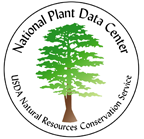 National Plant Data Center
USDA Natural Resources Conservation Service